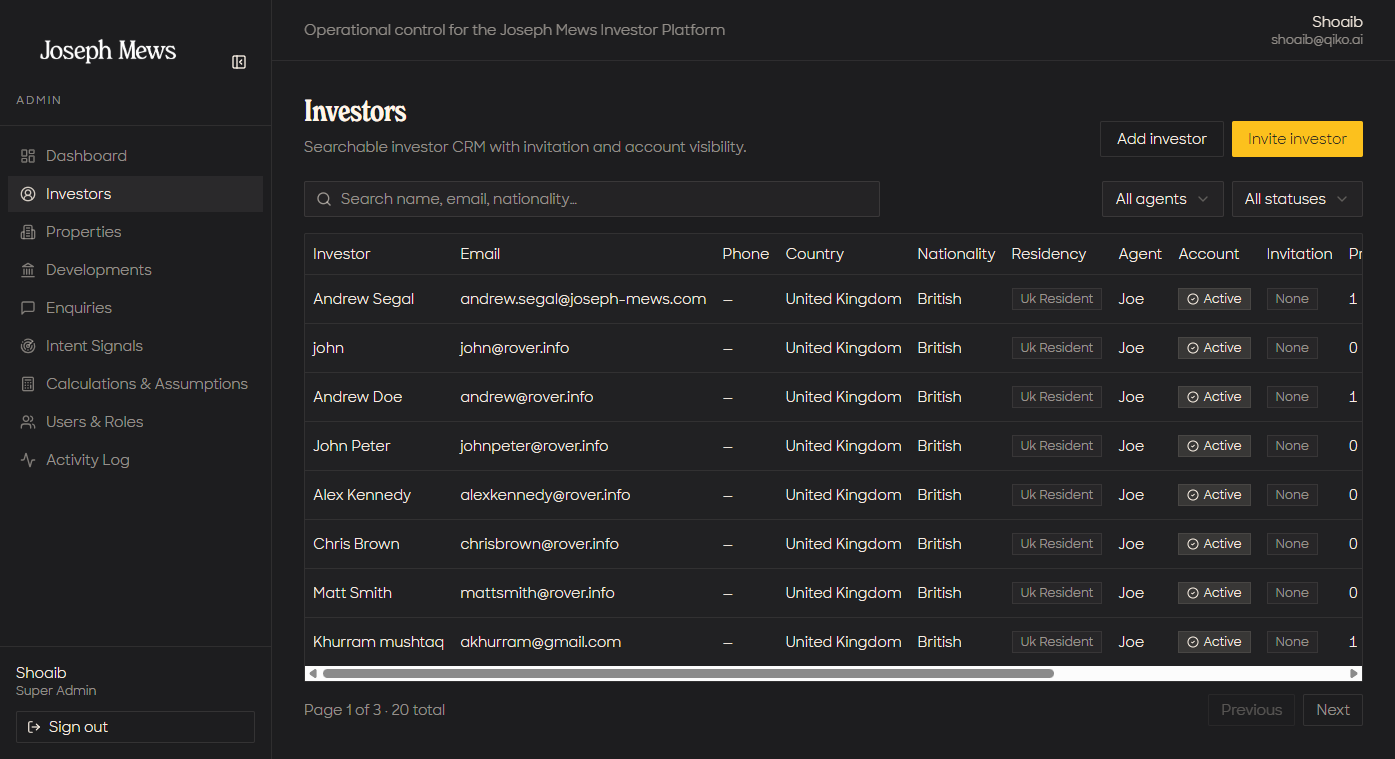 Joseph Mews
ADMIN
Dashboard
Investors
Properties
Developments
Enquiries
Intent Signals
Calculations & Assumptions
Users & Roles
Activity Log
Shoaib
Super Admin
Sign out
Operational control for the Joseph Mews Investor Platform
Shoaib
shoaib@qiko.ai
Investors
Searchable investor CRM with invitation and account visibility.
Add investor
Invite investor
Search name, email, nationality...
All agents
All statuses
Investor Email Phone Country Nationality Residency Agent Account Invitation Pr
Andrew Segal andrew.segal@joseph-mews.com — United Kingdom British Uk Resident Joe Active None 1
john john@rover.info — United Kingdom British Uk Resident Joe Active None 0
Andrew Doe andrew@rover.info — United Kingdom British Uk Resident Joe Active None 1
John Peter johnpeter@rover.info — United Kingdom British Uk Resident Joe Active None 0
Alex Kennedy alexkennedy@rover.info — United Kingdom British Uk Resident Joe Active None 0
Chris Brown chrisbrown@rover.info — United Kingdom British Uk Resident Joe Active None 0
Matt Smith mattsmith@rover.info — United Kingdom British Uk Resident Joe Active None 0
Khurram mushtaq akhurram@gmail.com — United Kingdom British Uk Resident Joe Active None 1
Page 1 of 3 · 20 total
Previous
Next